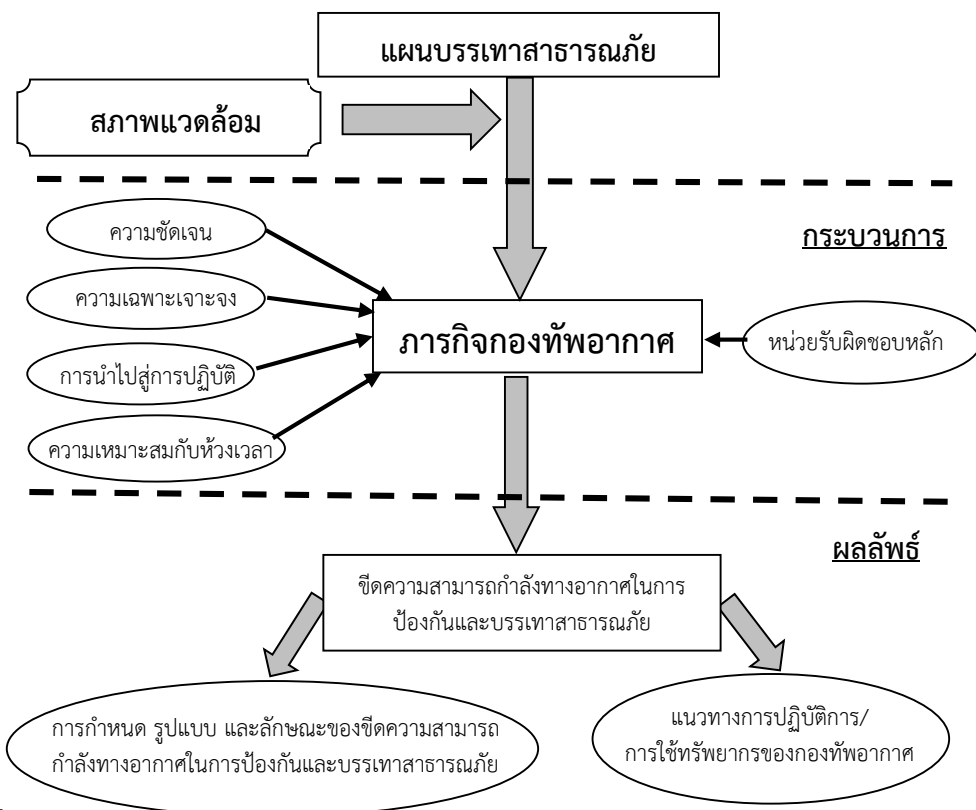 แผนบรรเทาสาธารณภัย
สภาพแวดล้อม
กระบวนการ
ความชัดเจน
ความเฉพาะเจาะจง
การนำไปสู่การปฏิบัติ
ความเหมาะสมกับห้วงเวลา
ภารกิจกองทัพอากาศ
หน่วยรับผิดชอบหลัก
ผลลัพธ์
ขีดความสามารถกำลังทางอากาศในการ
ป้องกันและบรรเทาสาธารณภัย
การกำหนด รูปแบบ และลักษณะของขีดความสามารถ
กำลังทางอากาศในการป้องกันและบรรเทาสาธารณภัย
แนวทางการปฏิบัติการ/
การใช้ทรัพยากรของกองทัพอากาศ